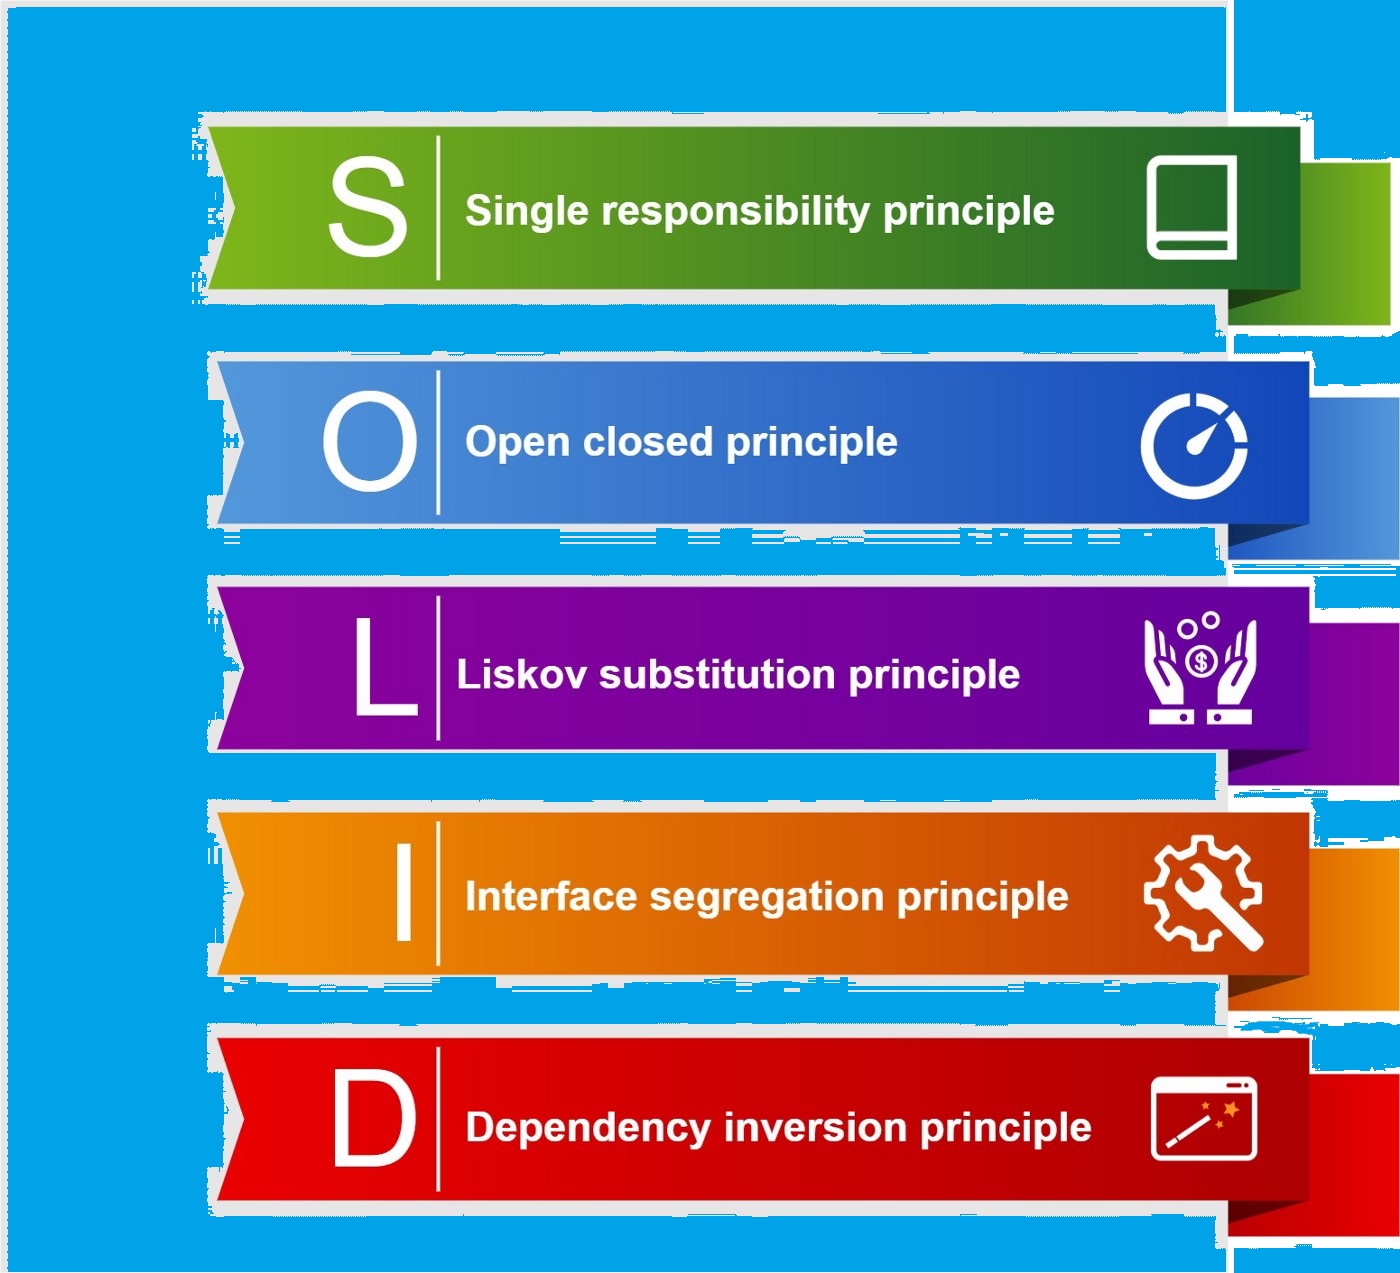 S Single responsibility principle
O Open closed principle
L Liskov substitution principle
$
I Interface segregation principle
D Dependency inversion principle